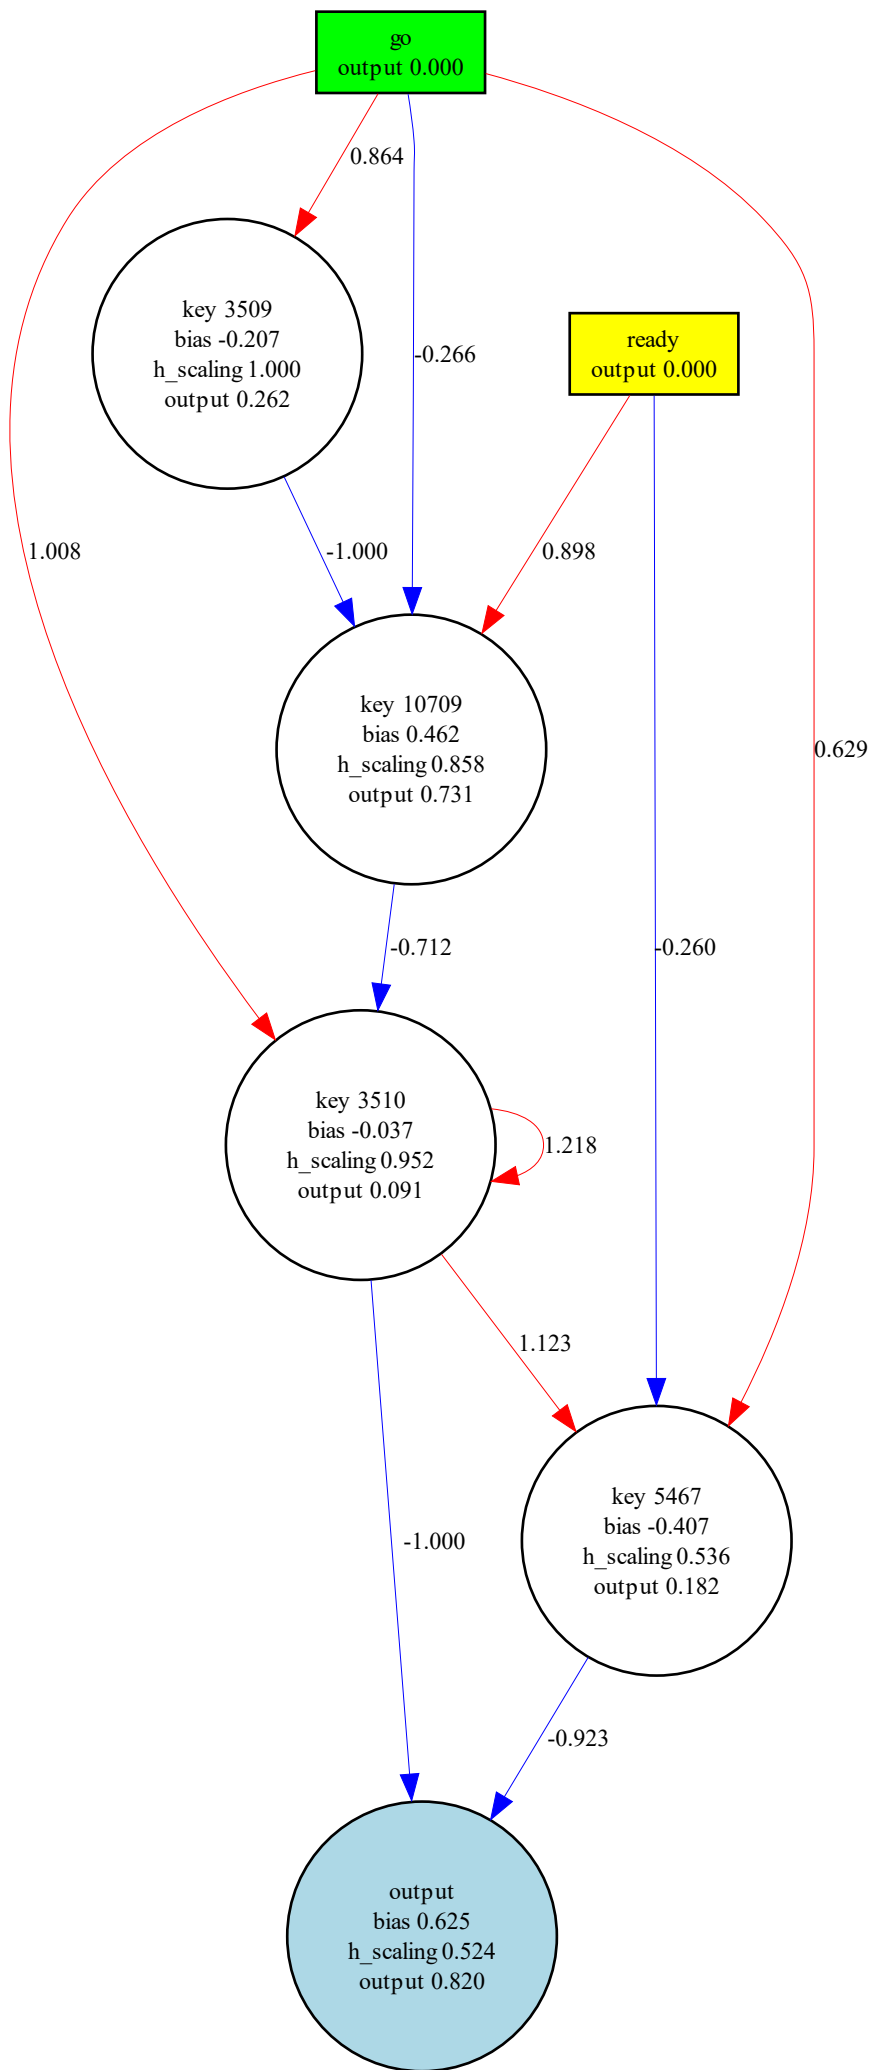 go
output 0.000
0.864
key 3509
bias -0.207
h_scaling 1.000
output 0.262
-0.266
ready
output 0.000
1.008
-1.000
0.898
key 10709
bias 0.462
h_scaling 0.858
output 0.731
0.629
-0.712
-0.260
key 3510
bias -0.037
h_scaling 0.952
output 0.091
1.218
1.123
key 5467
bias -0.407
h_scaling 0.536
output 0.182
-1.000
-0.923
output
bias 0.625
h_scaling 0.524
output 0.820